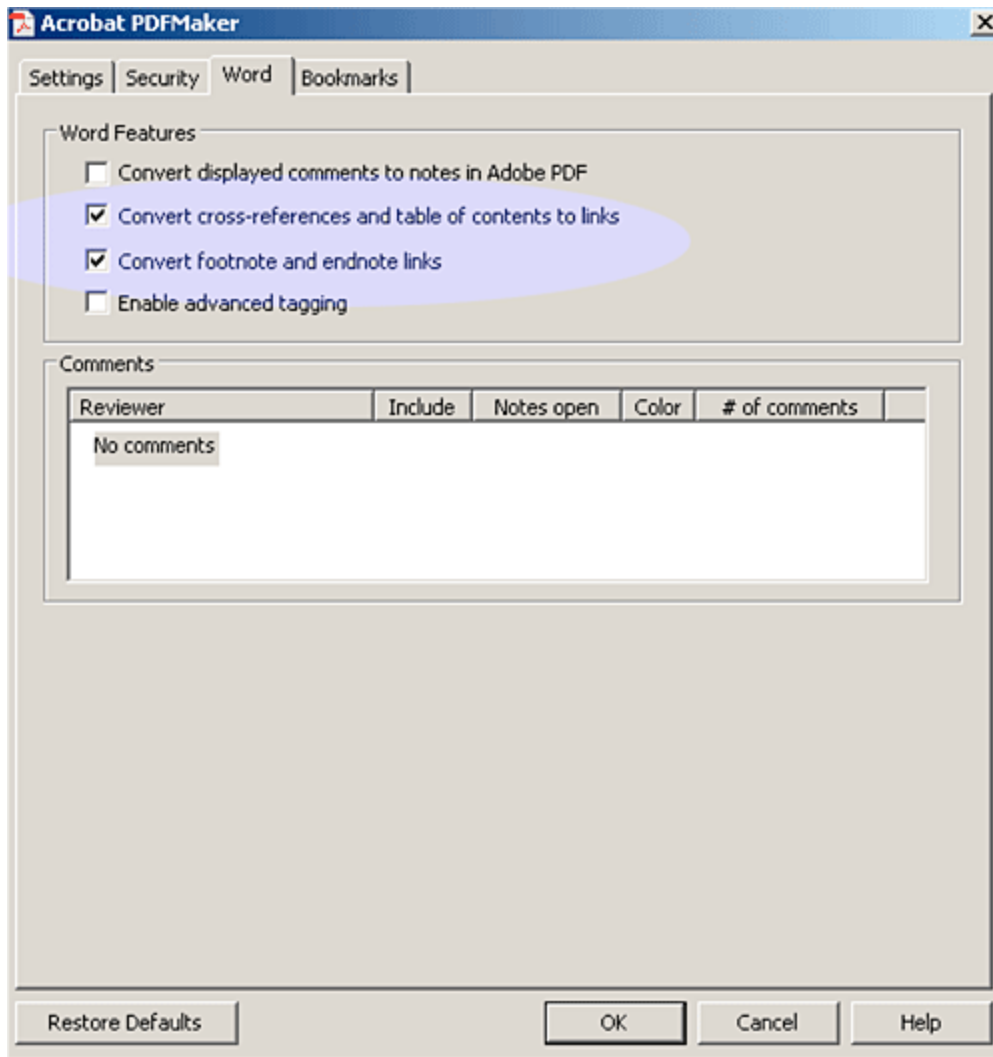 Acrobat PDFMaker
Settings Security Word Bookmarks
Word Features
Convert displayed comments to notes in Adobe PDF
Convert cross-references and table of contents to links
Convert footnote and endnote links
Enable advanced tagging
Comments
Reviewer Include Notes open Color # of comments
No comments
Restore Defaults OK Cancel Help